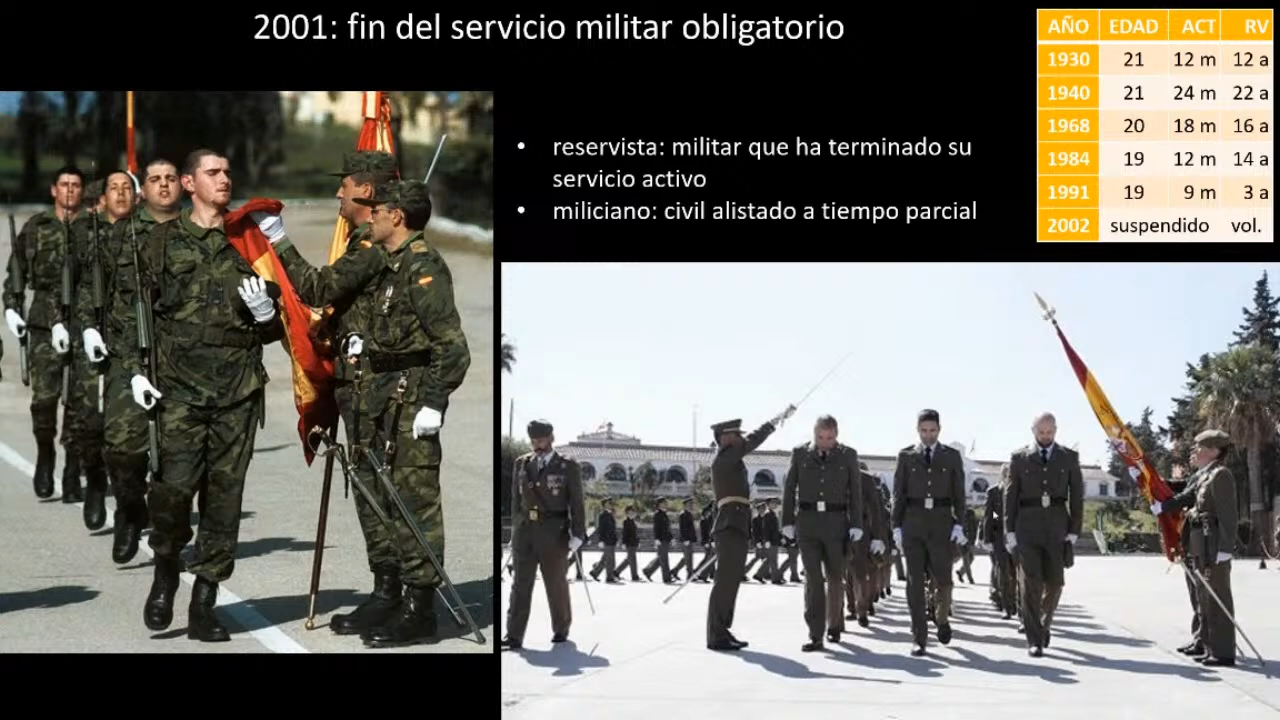 2001: fin del servicio militar obligatorio
AÑO EDAD ACT RV
1930 21 12 m 12 a
1940 21 24 m 22 a
1968 20 18 m 16 a
1984 19 12 m 14 a
1991 19 9 m 3 a
2002 suspendido vol.
• reservista: militar que ha terminado su
servicio activo
• miliciano: civil alistado a tiempo parcial